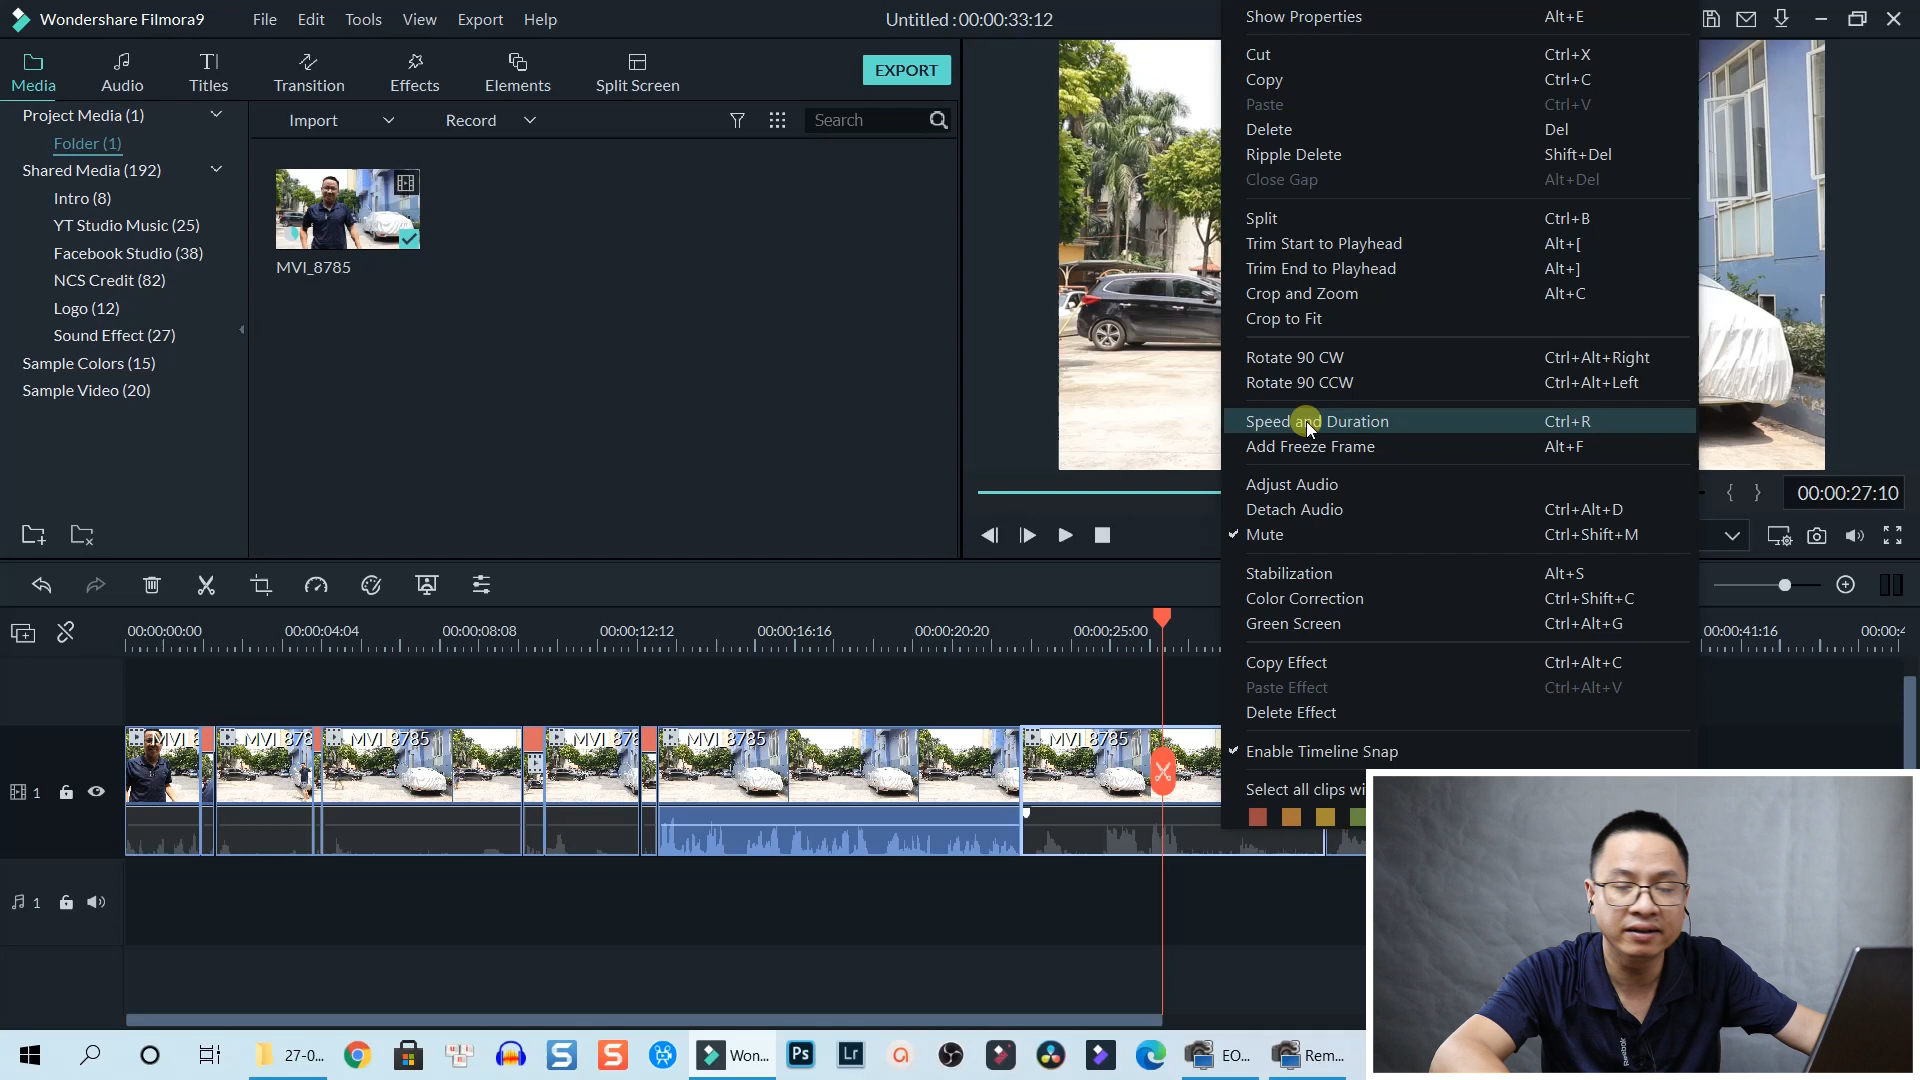 Wondershare Filmora9
File Edit Tools View Export Help
Untitled : 00:00:33:12
Media
Audio
Titles
Transition
Effects
Elements
Split Screen
EXPORT
Project Media (1)
Folder (1)
Shared Media (192)
Intro (8)
YT Studio Music (25)
Facebook Studio (38)
NCS Credit (82)
Logo (12)
Sound Effect (27)
Sample Colors (15)
Sample Video (20)
Import
Record
Search
MVI_8785
Show Properties Alt+E
Cut Ctrl+X
Copy Ctrl+C
Paste Ctrl+V
Delete Del
Ripple Delete Shift+Del
Close Gap Alt+Del
Split Ctrl+B
Trim Start to Playhead Alt+[
Trim End to Playhead Alt+]
Crop and Zoom Alt+C
Crop to Fit
Rotate 90 CW Ctrl+Alt+Right
Rotate 90 CCW Ctrl+Alt+Left
Speed and Duration Ctrl+R
Add Freeze Frame Alt+F
Adjust Audio
Detach Audio Ctrl+Alt+D
Mute Ctrl+Shift+M
Stabilization Alt+S
Color Correction Ctrl+Shift+C
Green Screen Ctrl+Alt+G
Copy Effect Ctrl+Alt+C
Paste Effect Ctrl+Alt+V
Delete Effect
Enable Timeline Snap
Select all clips wi
{ } 00:00:27:10
00:00:00:00 00:00:04:04 00:00:08:08 00:00:12:12 00:00:16:16 00:00:20:20 00:00:25:00 00:00:41:16 00:00:4
MVI_8 MVI_878 MVI_8785 MVI_878 MVI_8785 MVI_8785
1
1
27-0...
Won...
Ps
Lr
EO...
Rem...
Reebok